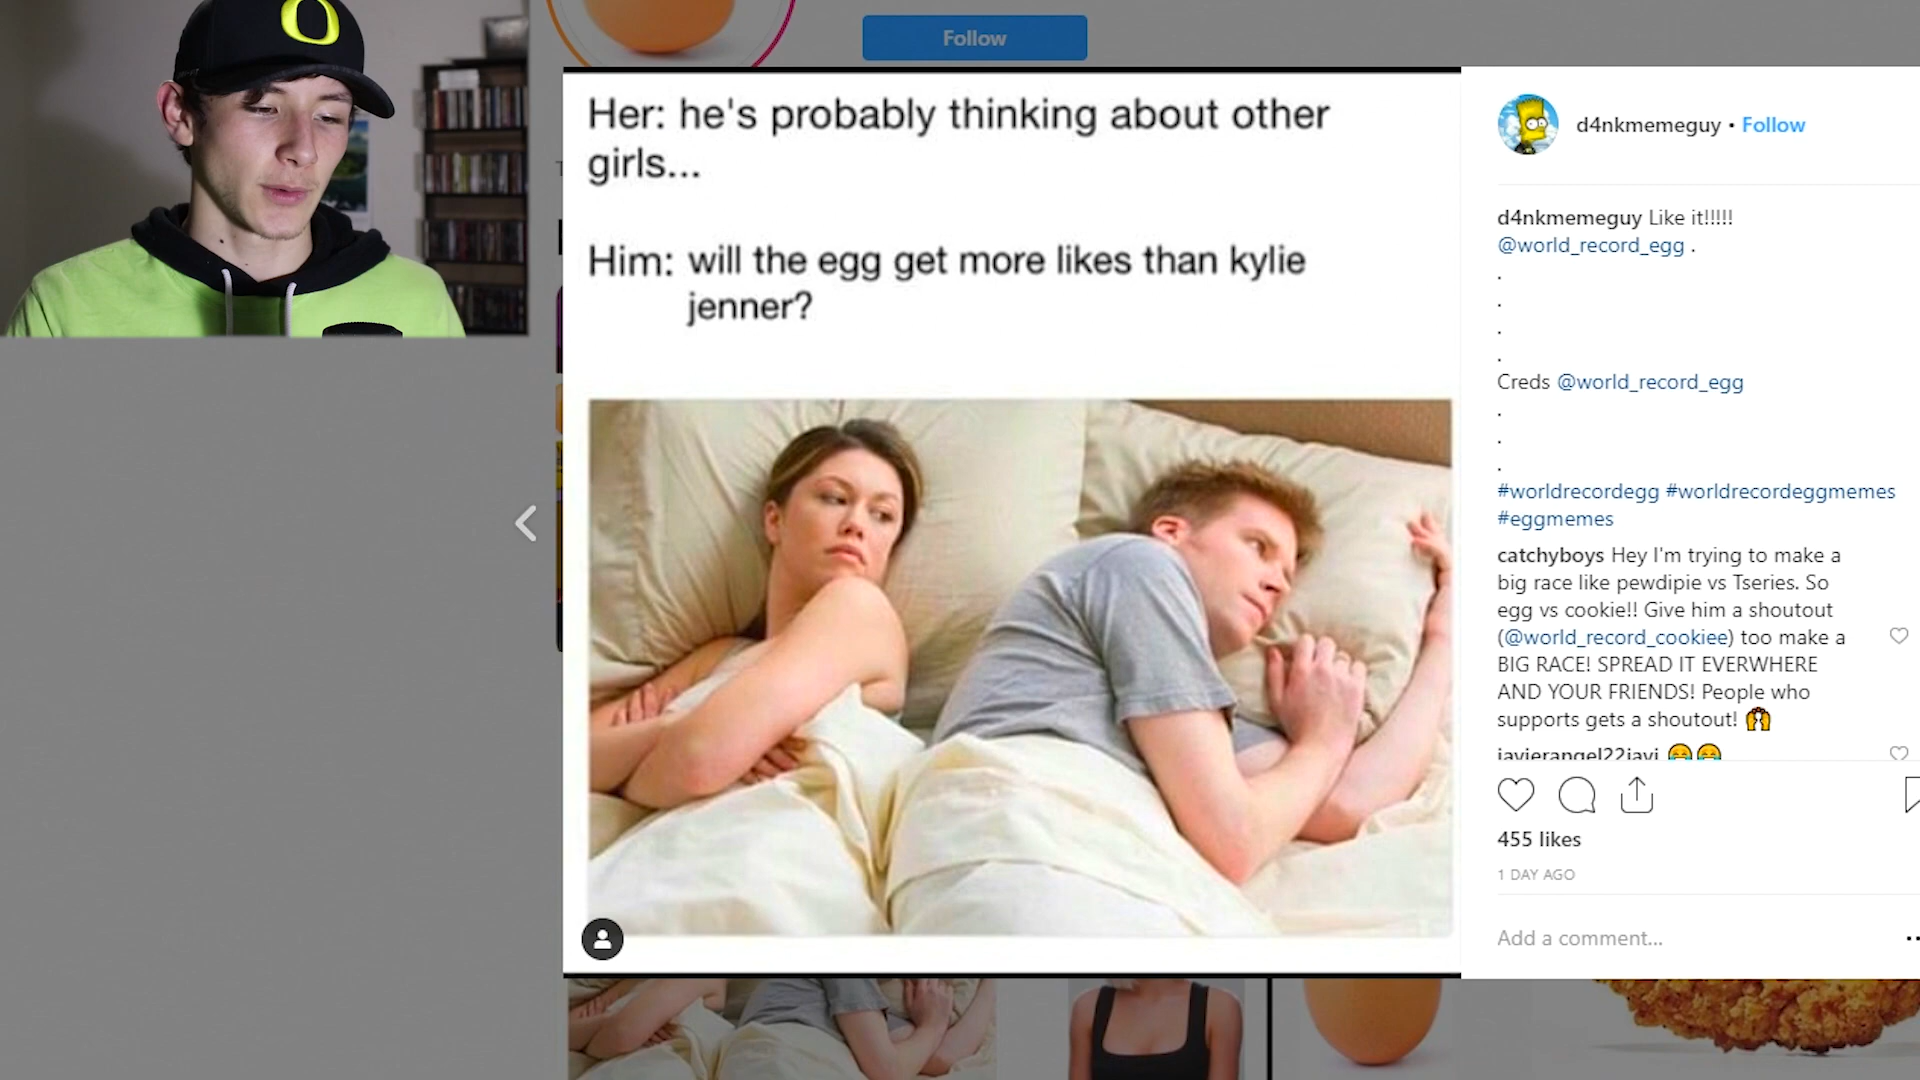 Follow
Her: he's probably thinking about other
girls...
Him: will the egg get more likes than kylie
jenner?
d4nkmemeguy • Follow
d4nkmemeguy Like it!!!!!
@world_record_egg .
.
.
.
.
Creds @world_record_egg
.
.
.
#worldrecordegg #worldrecordeggmemes
#eggmemes
catchyboys Hey I'm trying to make a
big race like pewdipie vs Tseries. So
egg vs cookie!! Give him a shoutout
(@world_record_cookiee) too make a
BIG RACE! SPREAD IT EVERWHERE
AND YOUR FRIENDS! People who
supports gets a shoutout! 🙌
javierangel22javi 😂😂
455 likes
1 DAY AGO
Add a comment...